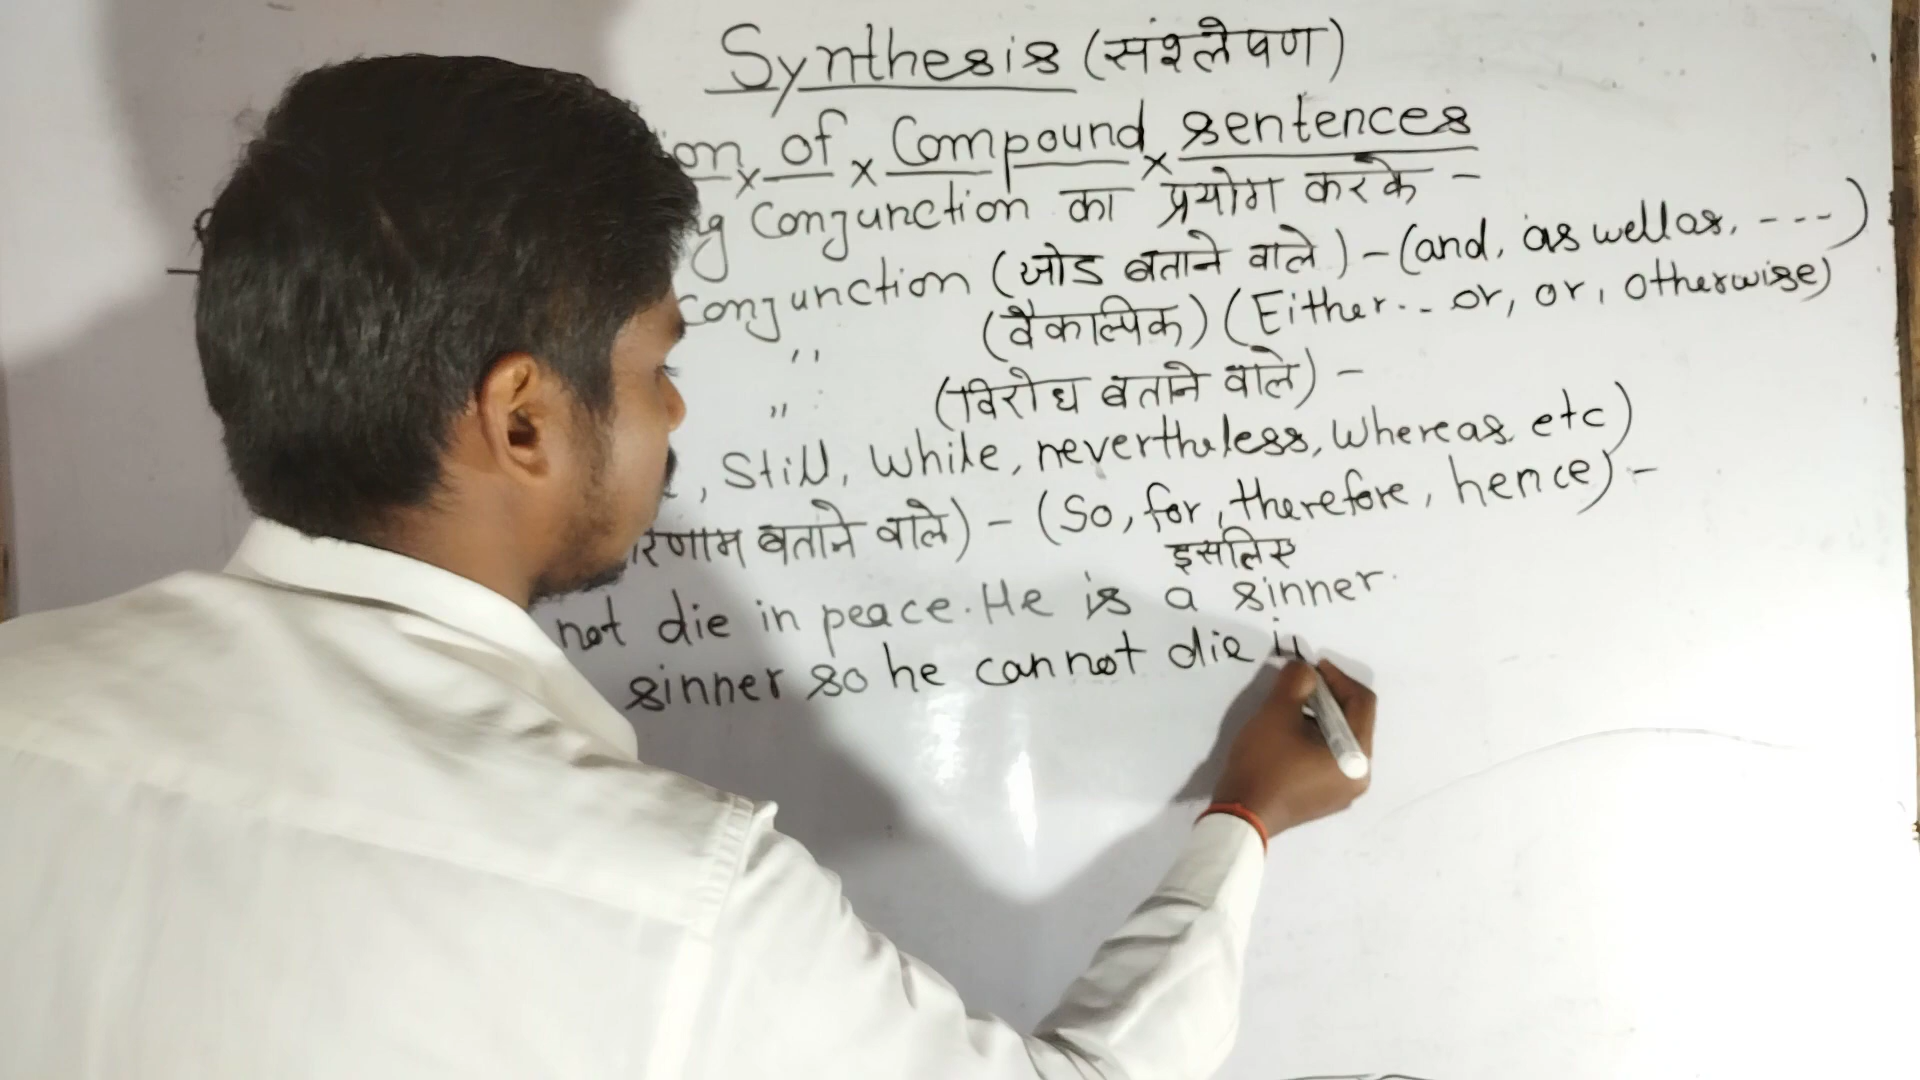 Synthesis (संश्लेषण)
of Compound sentences
Conjunction का प्रयोग करके -
Conjunction (जोड बताने वाले) - (and, as well as, ---)
" (वैकल्पिक) (Either.. or, or, otherwise)
" (विरोध बताने वाले) -
, Still, while, nevertheless, whereas etc)
बताने वाले) - (So, for, therefore, hence) -
इसलिए
not die in peace. He is a sinner.
sinner so he cannot die